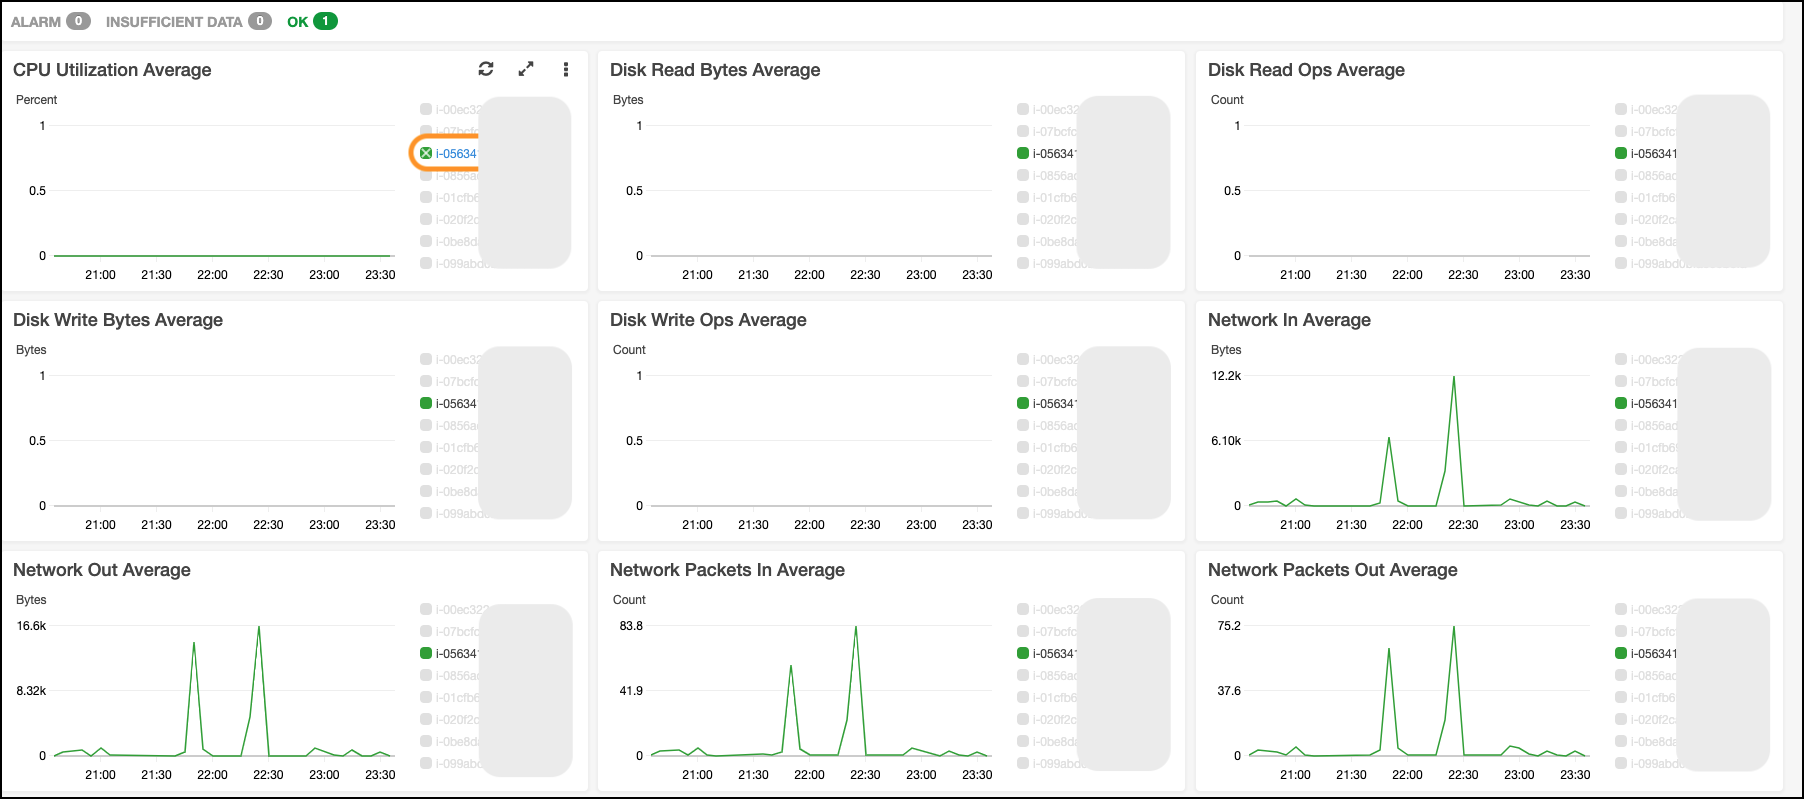 ALARM 0 INSUFFICIENT DATA 0 OK 1
CPU Utilization Average
Percent
1
0.5
0
21:00 21:30 22:00 22:30 23:00 23:30
i-00ec32
i-07bcfc
i-05634
i-0856a
i-01cfb6
i-020f2c
i-0be8d
i-099abd
Disk Read Bytes Average
Bytes
1
0.5
0
21:00 21:30 22:00 22:30 23:00 23:30
i-00ec32
i-07bcfc
i-05634
i-0856a
i-01cfb6
i-020f2c
i-0be8da
i-099abd
Disk Read Ops Average
Count
1
0.5
0
21:00 21:30 22:00 22:30 23:00 23:30
i-00ec32
i-07bcfc
i-056341
i-0856a
i-01cfb6
i-020f2c
i-0be8da
i-099abd
Disk Write Bytes Average
Bytes
1
0.5
0
21:00 21:30 22:00 22:30 23:00 23:30
i-00ec32
i-07bcfc
i-05634
i-0856a
i-01cfb6
i-020f2c
i-0be8d
i-099abd
Disk Write Ops Average
Count
1
0.5
0
21:00 21:30 22:00 22:30 23:00 23:30
i-00ec32
i-07bcfc
i-05634
i-0856a
i-01cfb6
i-020f2c
i-0be8da
i-099abd
Network In Average
Bytes
12.2k
6.10k
0
21:00 21:30 22:00 22:30 23:00 23:30
i-00ec32
i-07bcfc
i-056341
i-0856a
i-01cfb6
i-020f2c
i-0be8da
i-099abd
Network Out Average
Bytes
16.6k
8.32k
0
21:00 21:30 22:00 22:30 23:00 23:30
i-00ec322
i-07bcfc
i-05634
i-0856a
i-01cfb6
i-020f2c
i-0be8d
i-099abd
Network Packets In Average
Count
83.8
41.9
0
21:00 21:30 22:00 22:30 23:00 23:30
i-00ec32
i-07bcfc
i-05634
i-0856a
i-01cfb6
i-020f2c
i-0be8da
i-099abd
Network Packets Out Average
Count
75.2
37.6
0
21:00 21:30 22:00 22:30 23:00 23:30
i-00ec32
i-07bcfc
i-056341
i-0856a
i-01cfb6
i-020f2c
i-0be8da
i-099abd